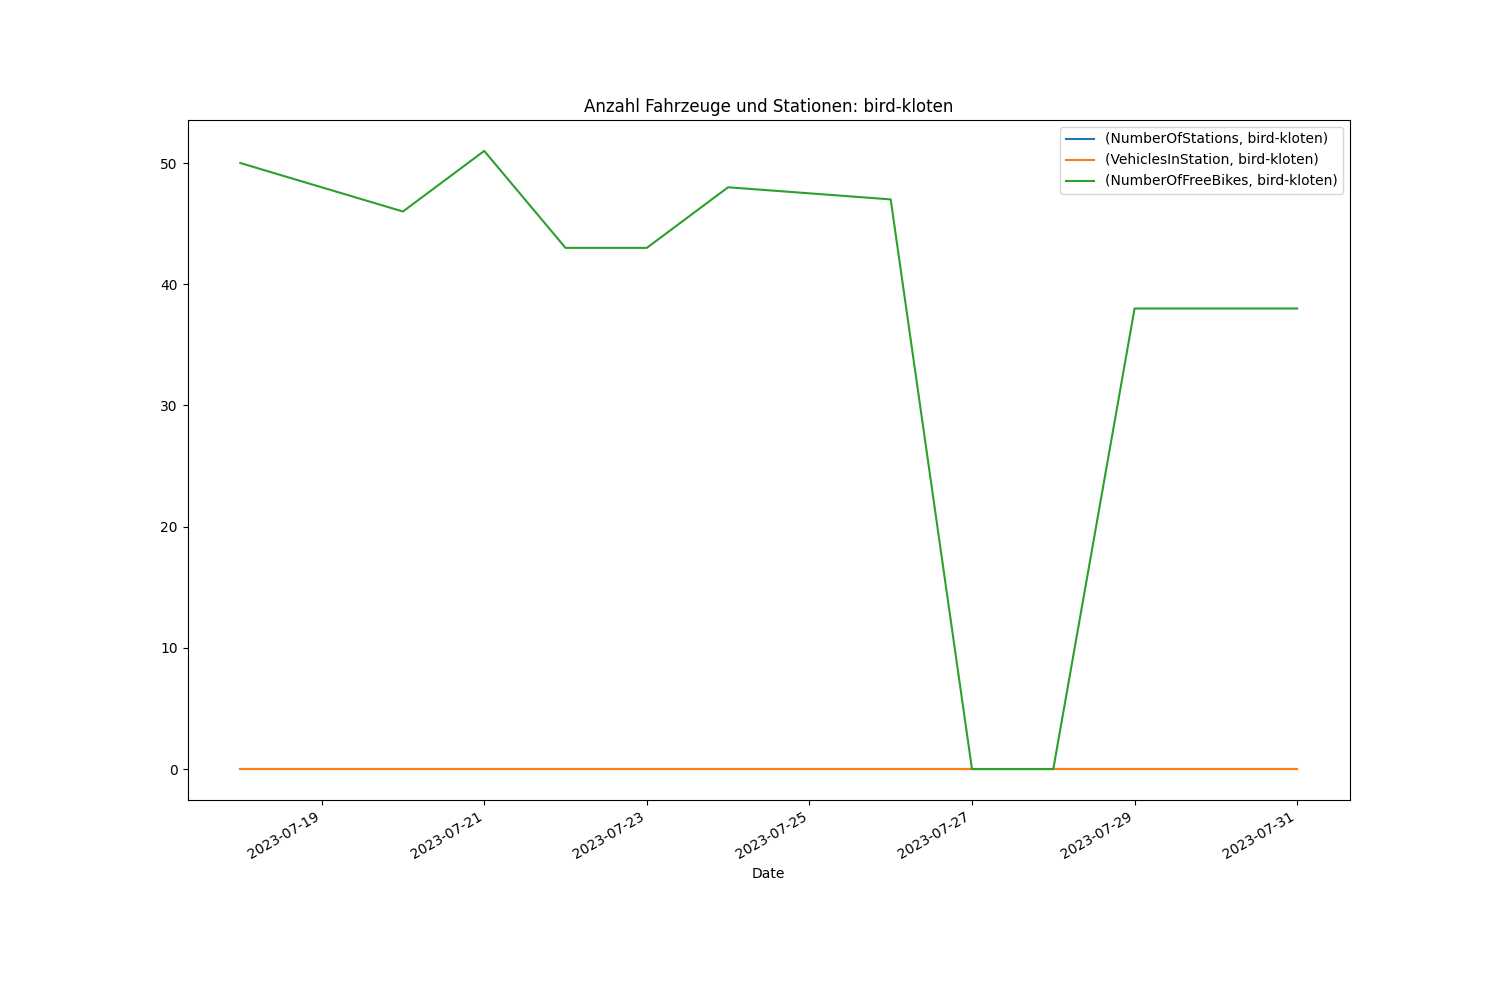 Anzahl Fahrzeuge und Stationen: bird-kloten
(NumberOfStations, bird-kloten)
(VehiclesInStation, bird-kloten)
(NumberOfFreeBikes, bird-kloten)
50
40
30
20
10
0
2023-07-19
2023-07-21
2023-07-23
2023-07-25
2023-07-27
2023-07-29
2023-07-31
Date